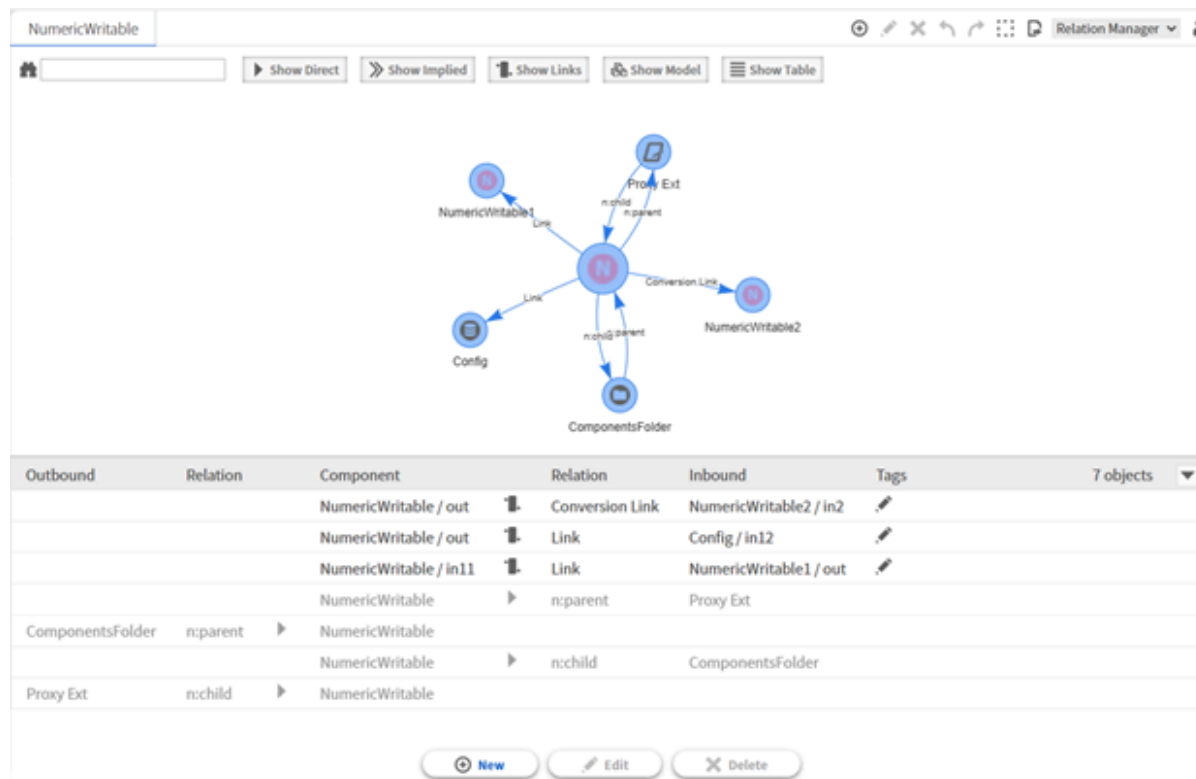 NumericWritable
Relation Manager
Show Direct
Show Implied
Show Links
Show Model
Show Table
Proxy Ext
NumericWritable1
n:child
n:parent
Link
Conversion Link
Link
NumericWritable2
n:child
n:parent
Config
ComponentsFolder
Outbound Relation Component Relation Inbound Tags 7 objects
NumericWritable / out Conversion Link NumericWritable2 / in2
NumericWritable / out Link Config / in12
NumericWritable / in11 Link NumericWritable1 / out
NumericWritable n:parent Proxy Ext
ComponentsFolder n:parent NumericWritable
NumericWritable n:child ComponentsFolder
Proxy Ext n:child NumericWritable
New Edit Delete